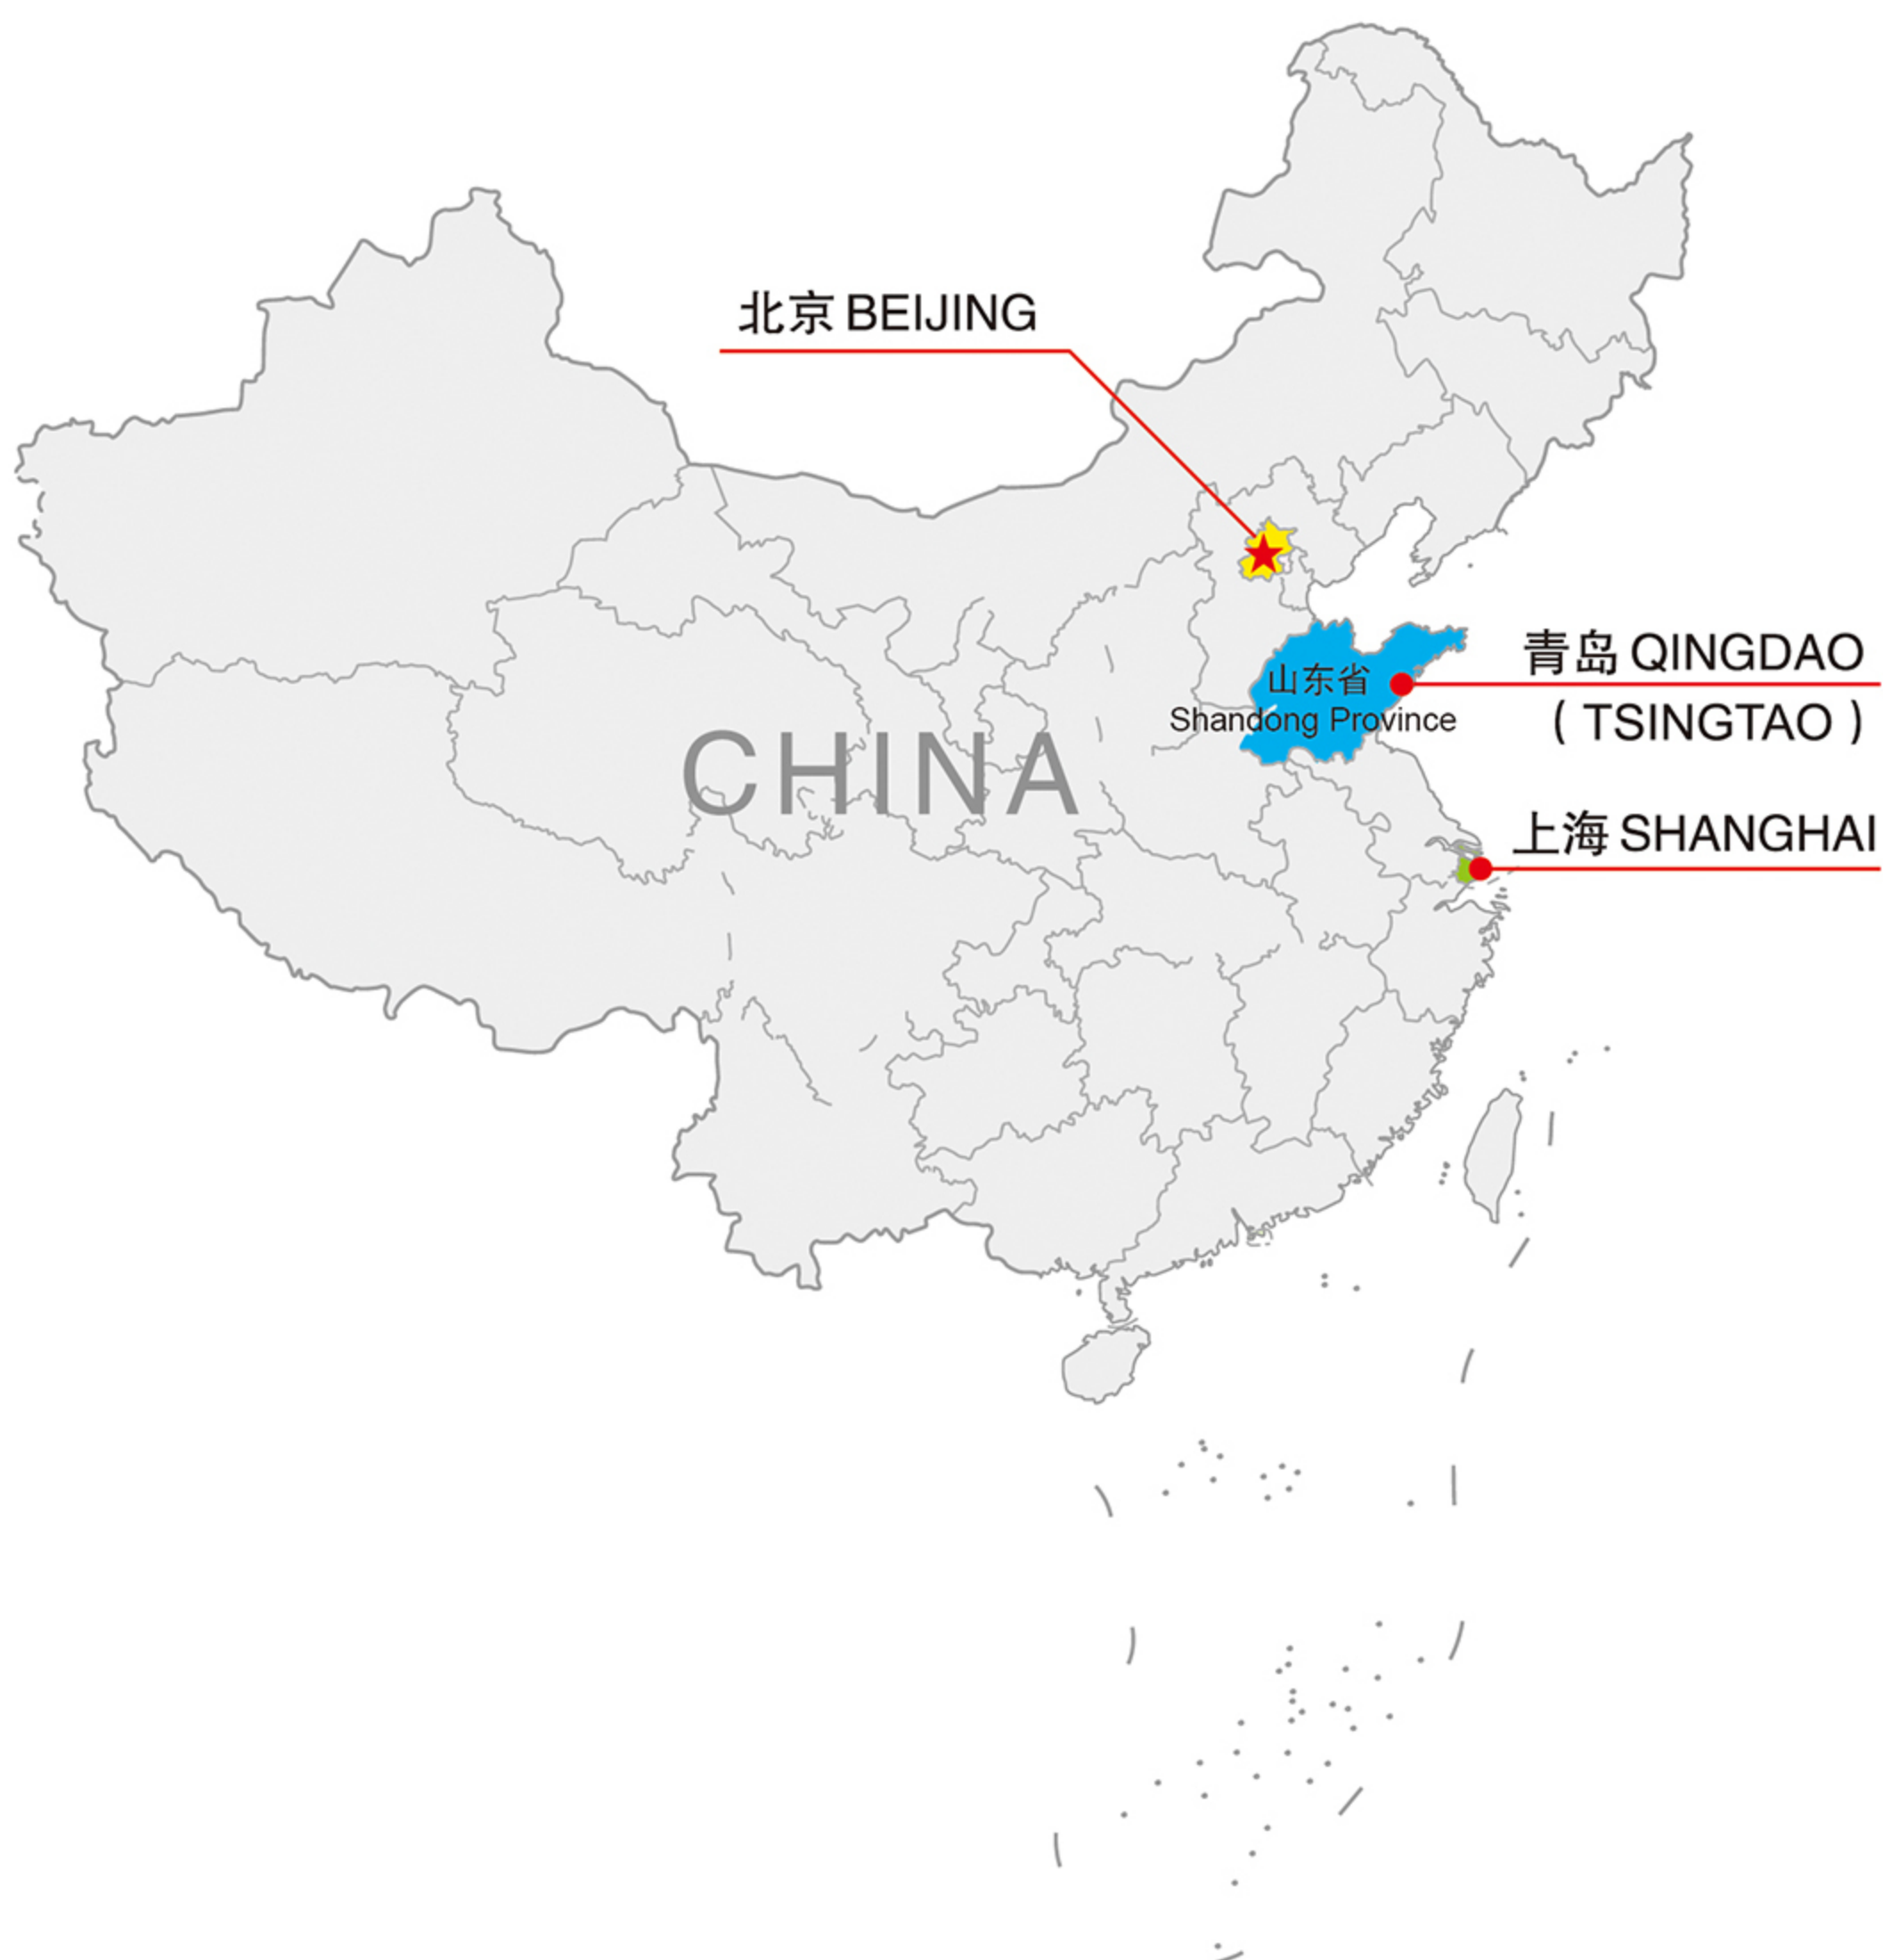 北京 BEIJING
青岛 QINGDAO
( TSINGTAO )
山东省
Shandong Province
CHINA
上海 SHANGHAI